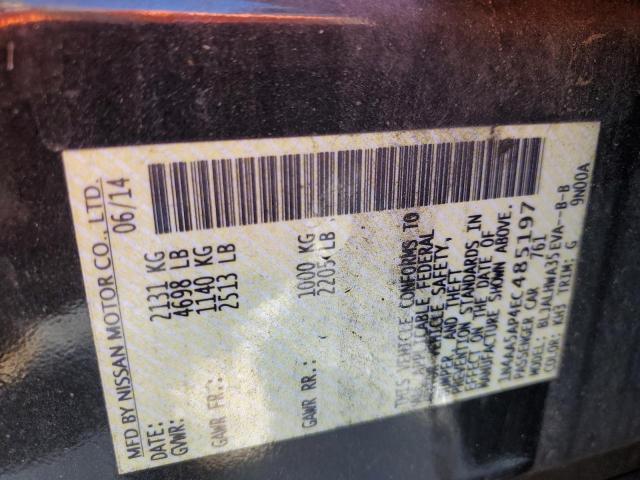 MFD BY NISSAN MOTOR CO., LTD.
DATE: 06/14
GVWR: 2131 KG
4698 LB
GAWR FR: 1140 KG
2513 LB
GAWR RR: 1000 KG
2205 LB
THIS VEHICLE CONFORMS TO
ALL APPLICABLE FEDERAL
MOTOR VEHICLE SAFETY,
BUMPER, AND THEFT
PREVENTION STANDARDS IN
EFFECT ON THE DATE OF
MANUFACTURE SHOWN ABOVE.
1N4AA5AP4EC485197
PASSENGER CAR 761
MODEL: BLJALHWA35EVA--B-B
COLOR: KH3 TRIM: G 9N00A